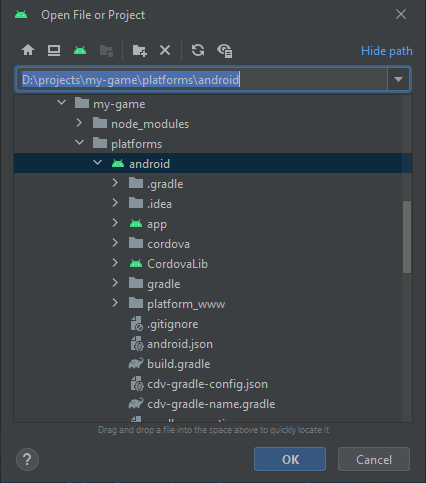 Open File or Project
Hide path
D:\projects\my-game\platforms\android
my-game
node_modules
platforms
android
.gradle
.idea
app
cordova
CordovaLib
gradle
platform_www
.gitignore
android.json
build.gradle
cdv-gradle-config.json
cdv-gradle-name.gradle
Drag and drop a file into the space above to quickly locate it
?
OK
Cancel